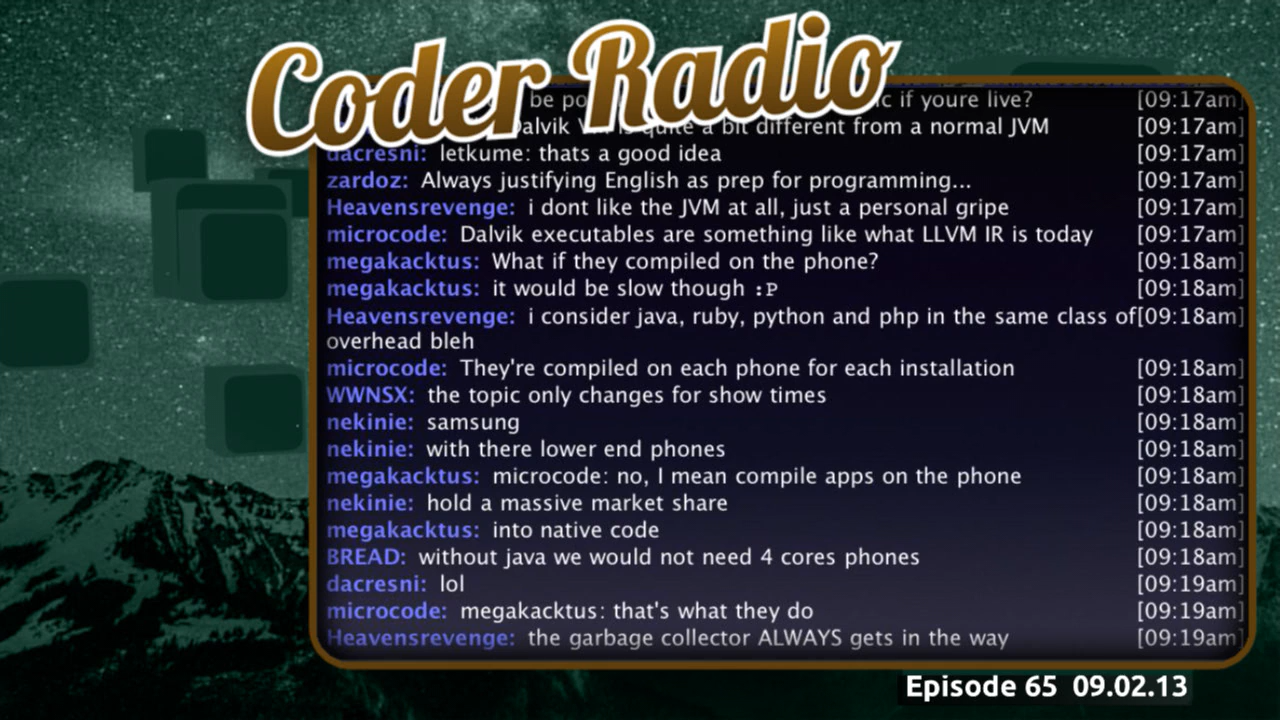 Coder Radio
be po c if youre live? [09:17am]
Dalvik V is quite a bit different from a normal JVM [09:17am]
dacresni: letkume: thats a good idea [09:17am]
zardoz: Always justifying English as prep for programming... [09:17am]
Heavensrevenge: i dont like the JVM at all, just a personal gripe [09:17am]
microcode: Dalvik executables are something like what LLVM IR is today [09:17am]
megakacktus: What if they compiled on the phone? [09:18am]
megakacktus: it would be slow though :P [09:18am]
Heavensrevenge: i consider java, ruby, python and php in the same class of [09:18am]
overhead bleh
microcode: They're compiled on each phone for each installation [09:18am]
WWNSX: the topic only changes for show times [09:18am]
nekinie: samsung [09:18am]
nekinie: with there lower end phones [09:18am]
megakacktus: microcode: no, I mean compile apps on the phone [09:18am]
nekinie: hold a massive market share [09:18am]
megakacktus: into native code [09:18am]
BREAD: without java we would not need 4 cores phones [09:18am]
dacresni: lol [09:19am]
microcode: megakacktus: that's what they do [09:19am]
Heavensrevenge: the garbage collector ALWAYS gets in the way [09:19am]
Episode 65 09.02.13